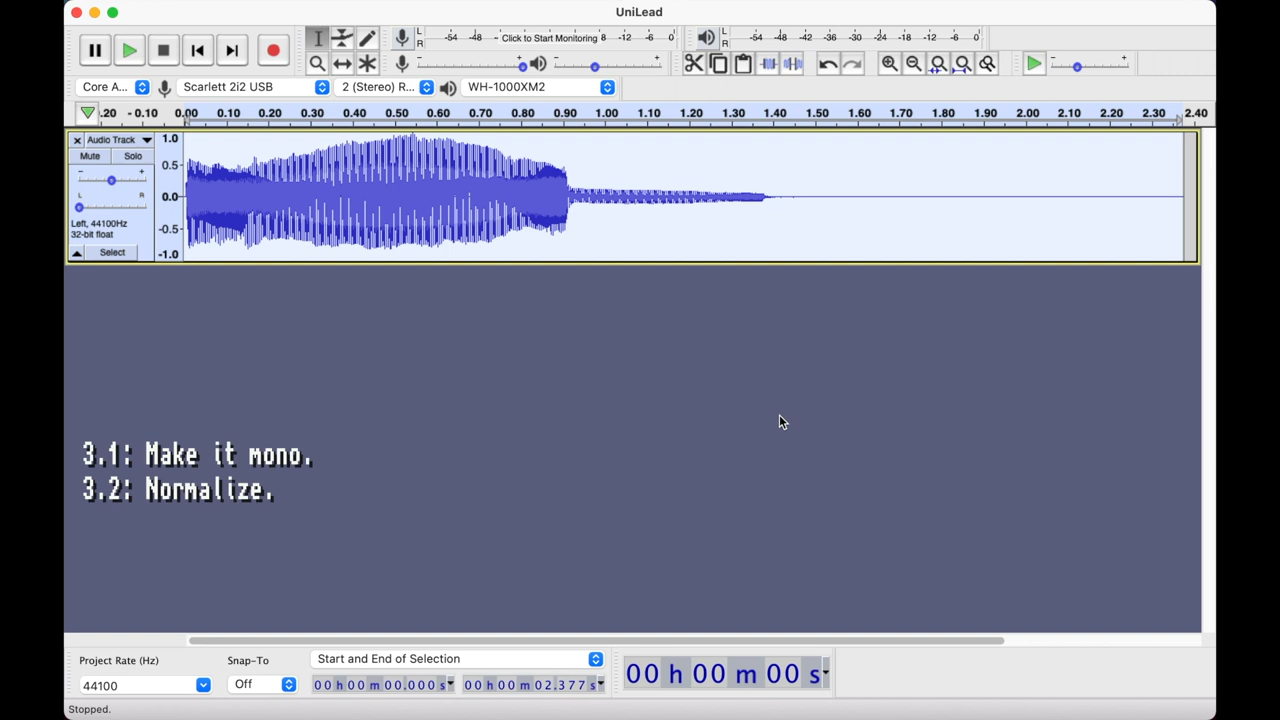 UniLead
L
R
-54 -48 - Click to Start Monitoring 8 -12 -6 0
L
R
-54 -48 -42 -36 -30 -24 -18 -12 -6 0
- +
- +
- +
Core A... Scarlett 2i2 USB 2 (Stereo) R... WH-1000XM2
.20 - 0.10 0.00 0.10 0.20 0.30 0.40 0.50 0.60 0.70 0.80 0.90 1.00 1.10 1.20 1.30 1.40 1.50 1.60 1.70 1.80 1.90 2.00 2.10 2.20 2.30 2.40
× Audio Track
Mute Solo
- +
L R
Left, 44100Hz
32-bit float
Select
1.0
0.5
0.0
-0.5
-1.0
3.1: Make it mono.
3.2: Normalize.
Project Rate (Hz) Snap-To Start and End of Selection
44100 Off 00 h 00 m 00.000 s 00 h 00 m 02.377 s
00 h 00 m 00 s
Stopped.